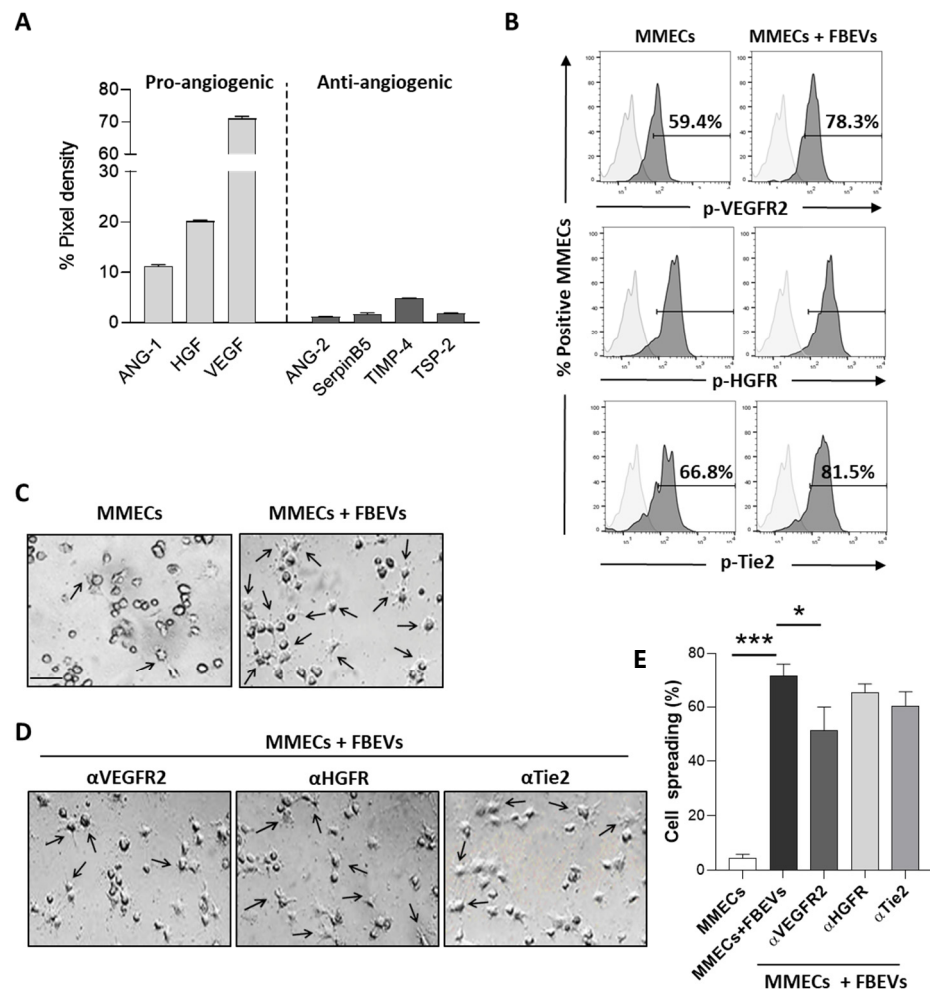 A
Pro-angiogenic
Anti-angiogenic
% Pixel density
80
70
60
30
20
10
0
ANG-1
HGF
VEGF
ANG-2
SerpinB5
TIMP-4
TSP-2
B
MMECs
MMECs + FBEVs
% Positive MMECs
59.4%
78.3%
p-VEGFR2
p-HGFR
66.8%
81.5%
p-Tie2
C
MMECs
MMECs + FBEVs
D
MMECs + FBEVs
αVEGFR2
αHGFR
αTie2
E
***
*
Cell spreading (%)
80
60
40
20
0
MMECs
MMECs+FBEVs
αVEGFR2
αHGFR
αTie2
MMECs + FBEVs